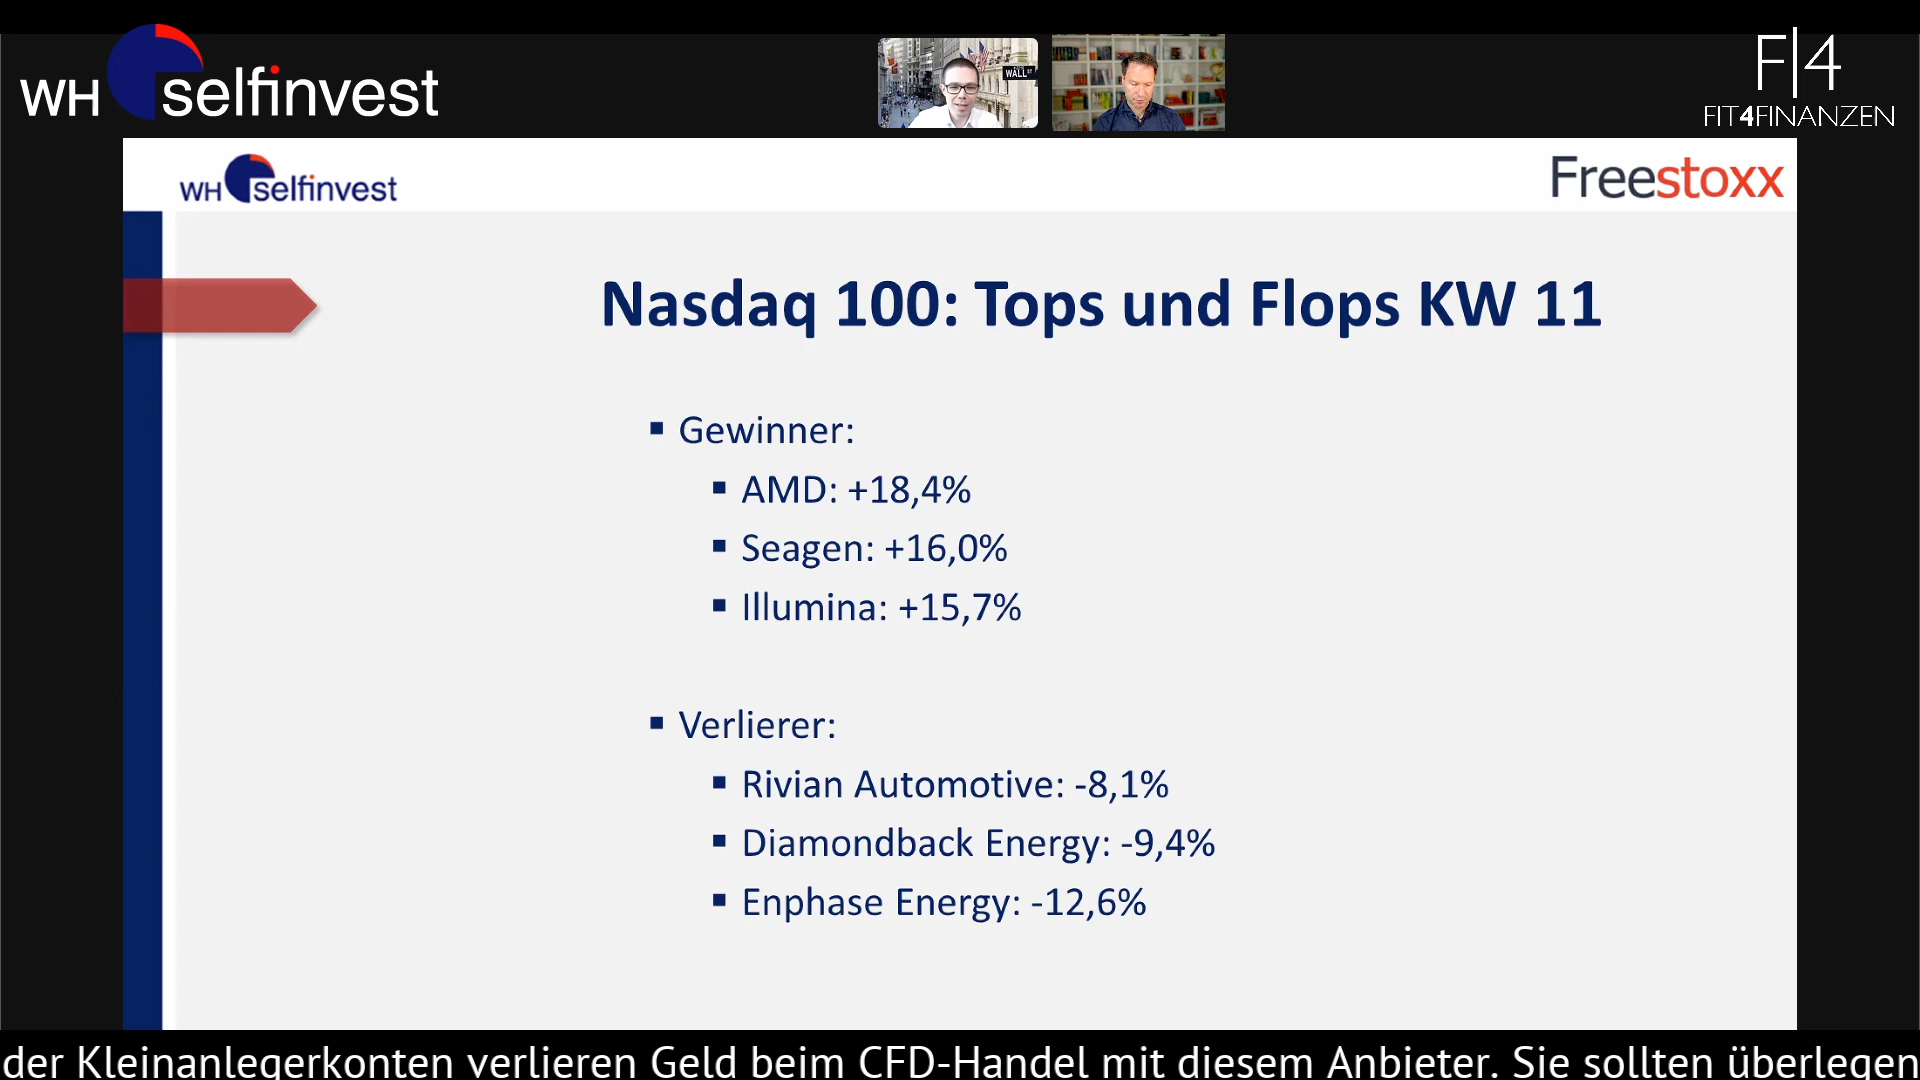 WH selfinvest
WALL ST
F|4
FIT4FINANZEN
WH selfinvest
Freestoxx
Nasdaq 100: Tops und Flops KW 11
Gewinner:
AMD: +18,4%
Seagen: +16,0%
Illumina: +15,7%
Verlierer:
Rivian Automotive: -8,1%
Diamondback Energy: -9,4%
Enphase Energy: -12,6%
der Kleinanlegerkonten verlieren Geld beim CFD-Handel mit diesem Anbieter. Sie sollten überlegen